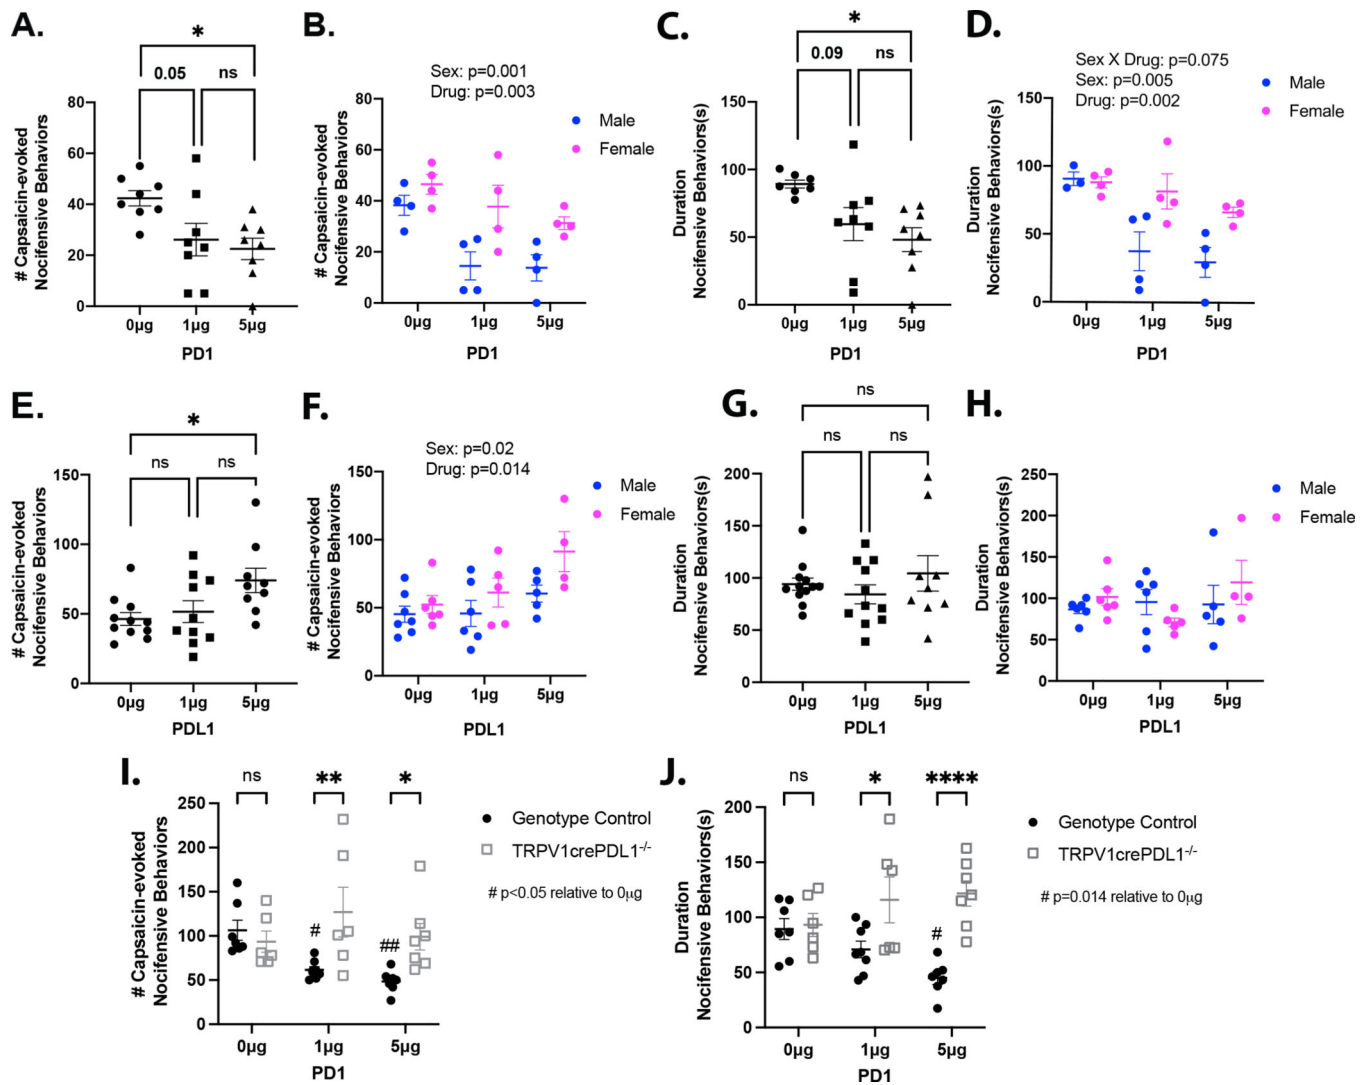 A.
*
0.05 ns
# Capsaicin-evoked
Nocifensive Behaviors
80
60
40
20
0
0µg 1µg 5µg
PD1
B.
Sex: p=0.001
Drug: p=0.003
Male
Female
# Capsaicin-evoked
Nocifensive Behaviors
80
60
40
20
0
0µg 1µg 5µg
PD1
C.
*
0.09 ns
Duration
Nocifensive Behaviors(s)
150
100
50
0
0µg 1µg 5µg
PD1
D.
Sex X Drug: p=0.075
Sex: p=0.005
Drug: p=0.002
Male
Female
Duration
Nocifensive Behaviors(s)
150
100
50
0
0µg 1µg 5µg
PD1
E.
*
ns ns
# Capsaicin-evoked
Nocifensive Behaviors
150
100
50
0
0µg 1µg 5µg
PDL1
F.
Sex: p=0.02
Drug: p=0.014
Male
Female
# Capsaicin-evoked
Nocifensive Behaviors
150
100
50
0
0µg 1µg 5µg
PDL1
G.
ns
ns ns
Duration
Nocifensive Behaviors(s)
200
150
100
50
0
0µg 1µg 5µg
PDL1
H.
Male
Female
Duration
Nocifensive Behaviors(s)
250
200
150
100
50
0
0µg 1µg 5µg
PDL1
I.
ns ** *
# Capsaicin-evoked
Nocifensive Behaviors
250
200
150
100
50
0
# ##
0µg 1µg 5µg
PD1
Genotype Control
TRPV1crePDL1-/-
# p<0.05 relative to 0µg
J.
ns * ****
Duration
Nocifensive Behaviors(s)
200
150
100
50
0
#
0µg 1µg 5µg
PD1
Genotype Control
TRPV1crePDL1-/-
# p=0.014 relative to 0µg